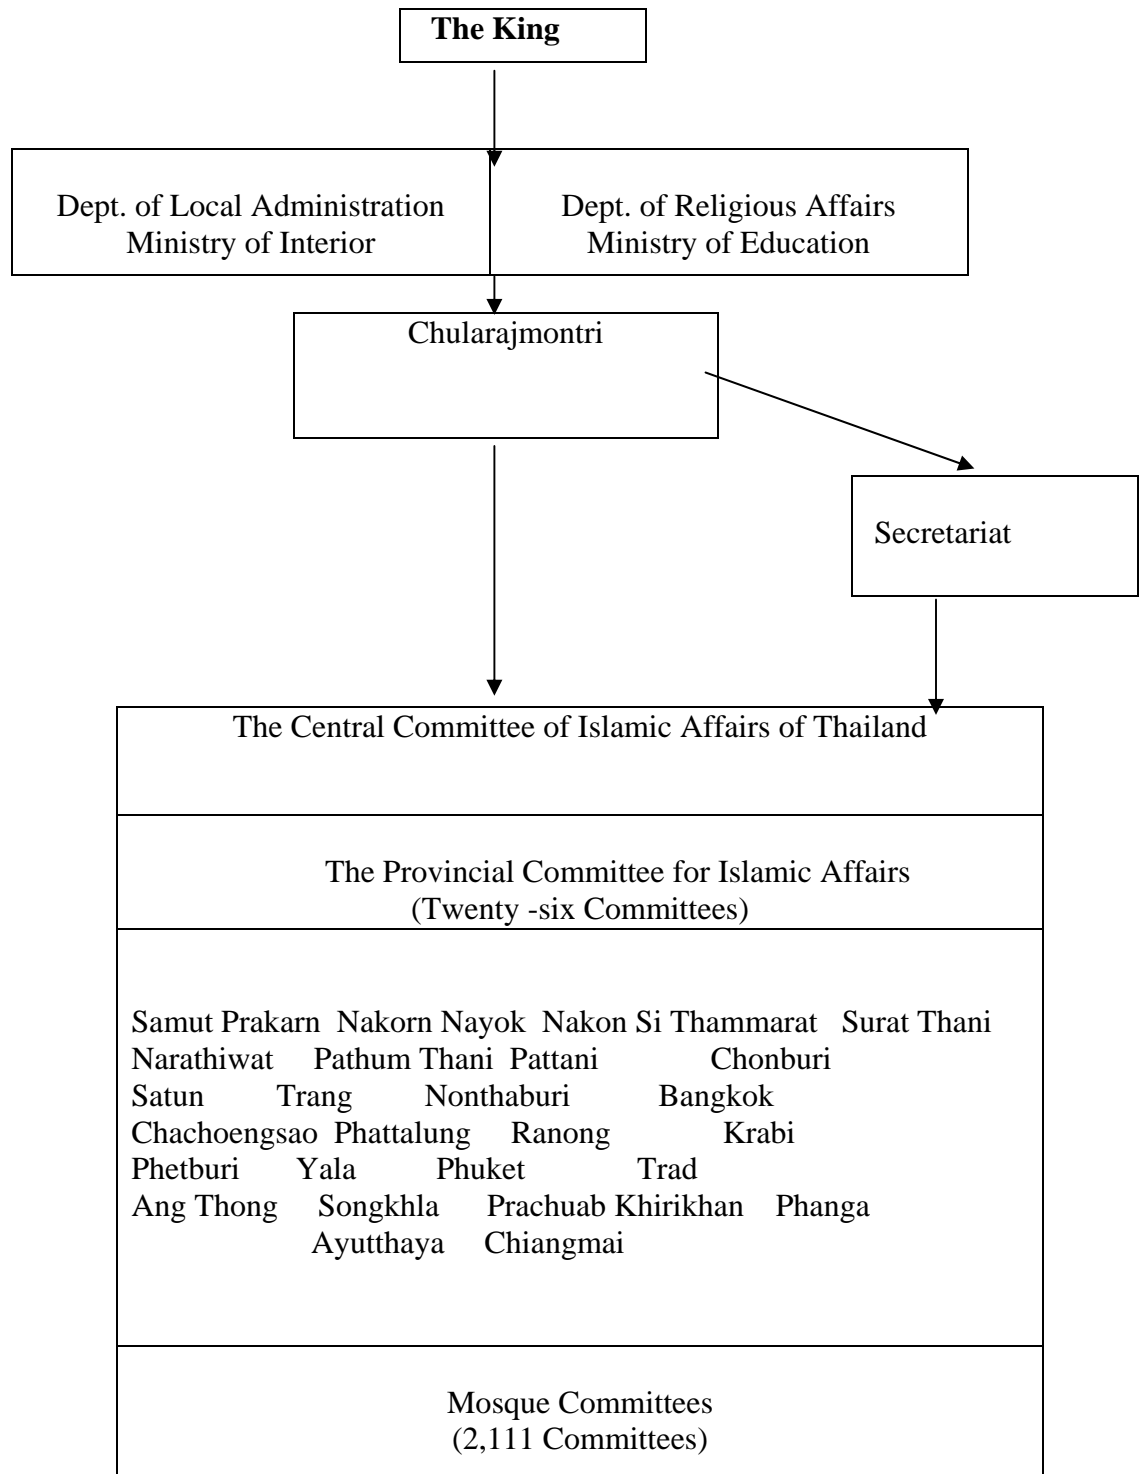 The King
Dept. of Local Administration
Ministry of Interior
Dept. of Religious Affairs
Ministry of Education
Chularajmontri
Secretariat
The Central Committee of Islamic Affairs of Thailand
The Provincial Committee for Islamic Affairs
(Twenty -six Committees)
Samut Prakarn Nakorn Nayok Nakon Si Thammarat Surat Thani
Narathiwat Pathum Thani Pattani Chonburi
Satun Trang Nonthaburi Bangkok
Chachoengsao Phattalung Ranong Krabi
Phetburi Yala Phuket Trad
Ang Thong Songkhla Prachuab Khirikhan Phanga
Ayutthaya Chiangmai
Mosque Committees
(2,111 Committees)